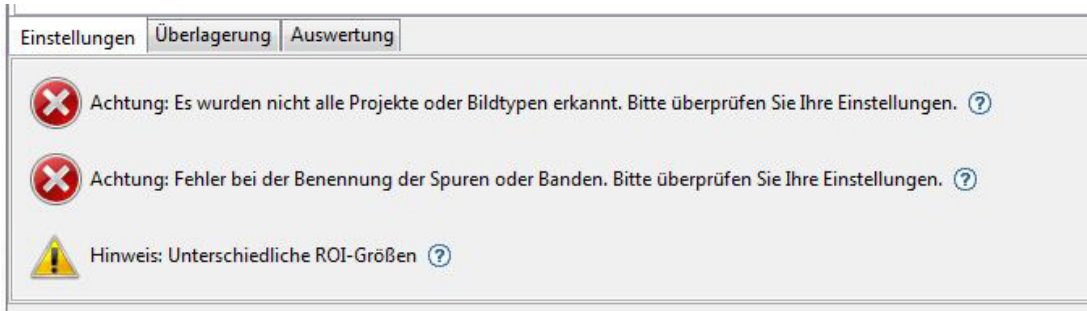 Einstellungen Überlagerung Auswertung
Achtung: Es wurden nicht alle Projekte oder Bildtypen erkannt. Bitte überprüfen Sie Ihre Einstellungen. ?
Achtung: Fehler bei der Benennung der Spuren oder Banden. Bitte überprüfen Sie Ihre Einstellungen. ?
Hinweis: Unterschiedliche ROI-Größen ?